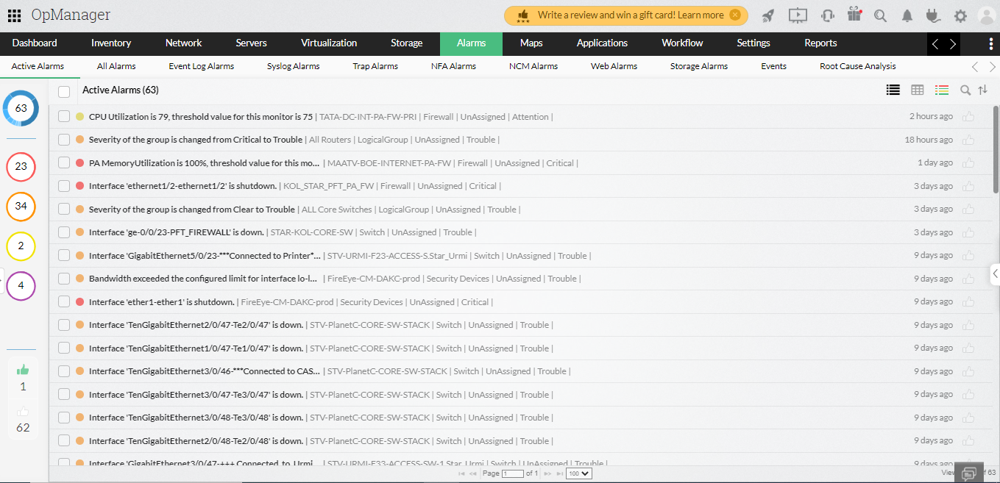 OpManager
Write a review and win a gift card! Learn more
Dashboard Inventory Network Servers Virtualization Storage Alarms Maps Applications Workflow Settings Reports
Active Alarms All Alarms Event Log Alarms Syslog Alarms Trap Alarms NFA Alarms NCM Alarms Web Alarms Storage Alarms Events Root Cause Analysis
63
23
34
2
4
1
62
Active Alarms (63)
CPU Utilization is 79, threshold value for this monitor is 75 | TATA-DC-INT-PA-FW-PRI | Firewall | UnAssigned | Attention | 2 hours ago
Severity of the group is changed from Critical to Trouble | All Routers | LogicalGroup | UnAssigned | Trouble | 18 hours ago
PA MemoryUtilization is 100%, threshold value for this mo... | MAATV-BOE-INTERNET-PA-FW | Firewall | UnAssigned | Critical | 1 day ago
Interface 'ethernet1/2-ethernet1/2' is shutdown. | KOL_STAR_PFT_PA_FW | Firewall | UnAssigned | Critical | 3 days ago
Severity of the group is changed from Clear to Trouble | ALL Core Switches | LogicalGroup | UnAssigned | Trouble | 3 days ago
Interface 'ge-0/0/23-PFT_FIREWALL' is down. | STAR-KOL-CORE-SW | Switch | UnAssigned | Trouble | 3 days ago
Interface 'GigabitEthernet5/0/23-***Connected to Printer*... | STV-URMI-F23-ACCESS-S.Star_Urmi | Switch | UnAssigned | Trouble | 9 days ago
Bandwidth exceeded the configured limit for interface lo-l... | FireEye-CM-DAKC-prod | Security Devices | UnAssigned | Trouble | 9 days ago
Interface 'ether1-ether1' is shutdown. | FireEye-CM-DAKC-prod | Security Devices | UnAssigned | Critical | 9 days ago
Interface 'TenGigabitEthernet2/0/47-Te2/0/47' is down. | STV-PlanetC-CORE-SW-STACK | Switch | UnAssigned | Trouble | 9 days ago
Interface 'TenGigabitEthernet1/0/47-Te1/0/47' is down. | STV-PlanetC-CORE-SW-STACK | Switch | UnAssigned | Trouble | 9 days ago
Interface 'TenGigabitEthernet3/0/46-***Connected to CAS... | STV-PlanetC-CORE-SW-STACK | Switch | UnAssigned | Trouble | 9 days ago
Interface 'TenGigabitEthernet3/0/47-Te3/0/47' is down. | STV-PlanetC-CORE-SW-STACK | Switch | UnAssigned | Trouble | 9 days ago
Interface 'TenGigabitEthernet3/0/48-Te3/0/48' is down. | STV-PlanetC-CORE-SW-STACK | Switch | UnAssigned | Trouble | 9 days ago
Interface 'TenGigabitEthernet2/0/48-Te2/0/48' is down. | STV-PlanetC-CORE-SW-STACK | Switch | UnAssigned | Trouble | 9 days ago
Interface 'GigabitEthernet3/0/47-+++ Connected_to_Urmi... | STV-URMI-F33-ACCESS-SW-1.Star_Urmi | Switch | UnAssigned | Trouble | 9 days ago
Page 1 of 1 100 View of 63